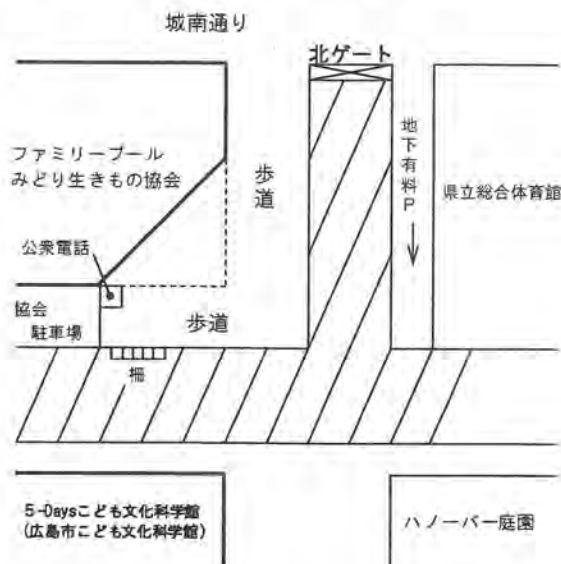 城南通り
北ゲート
ファミリープール
みどり生きもの協会
歩道
地下有料P
県立総合体育館
公衆電話
協会
駐車場
歩道
柵
5-Daysこども文化科学館
(広島市こども文化科学館)
ハノーバー庭園